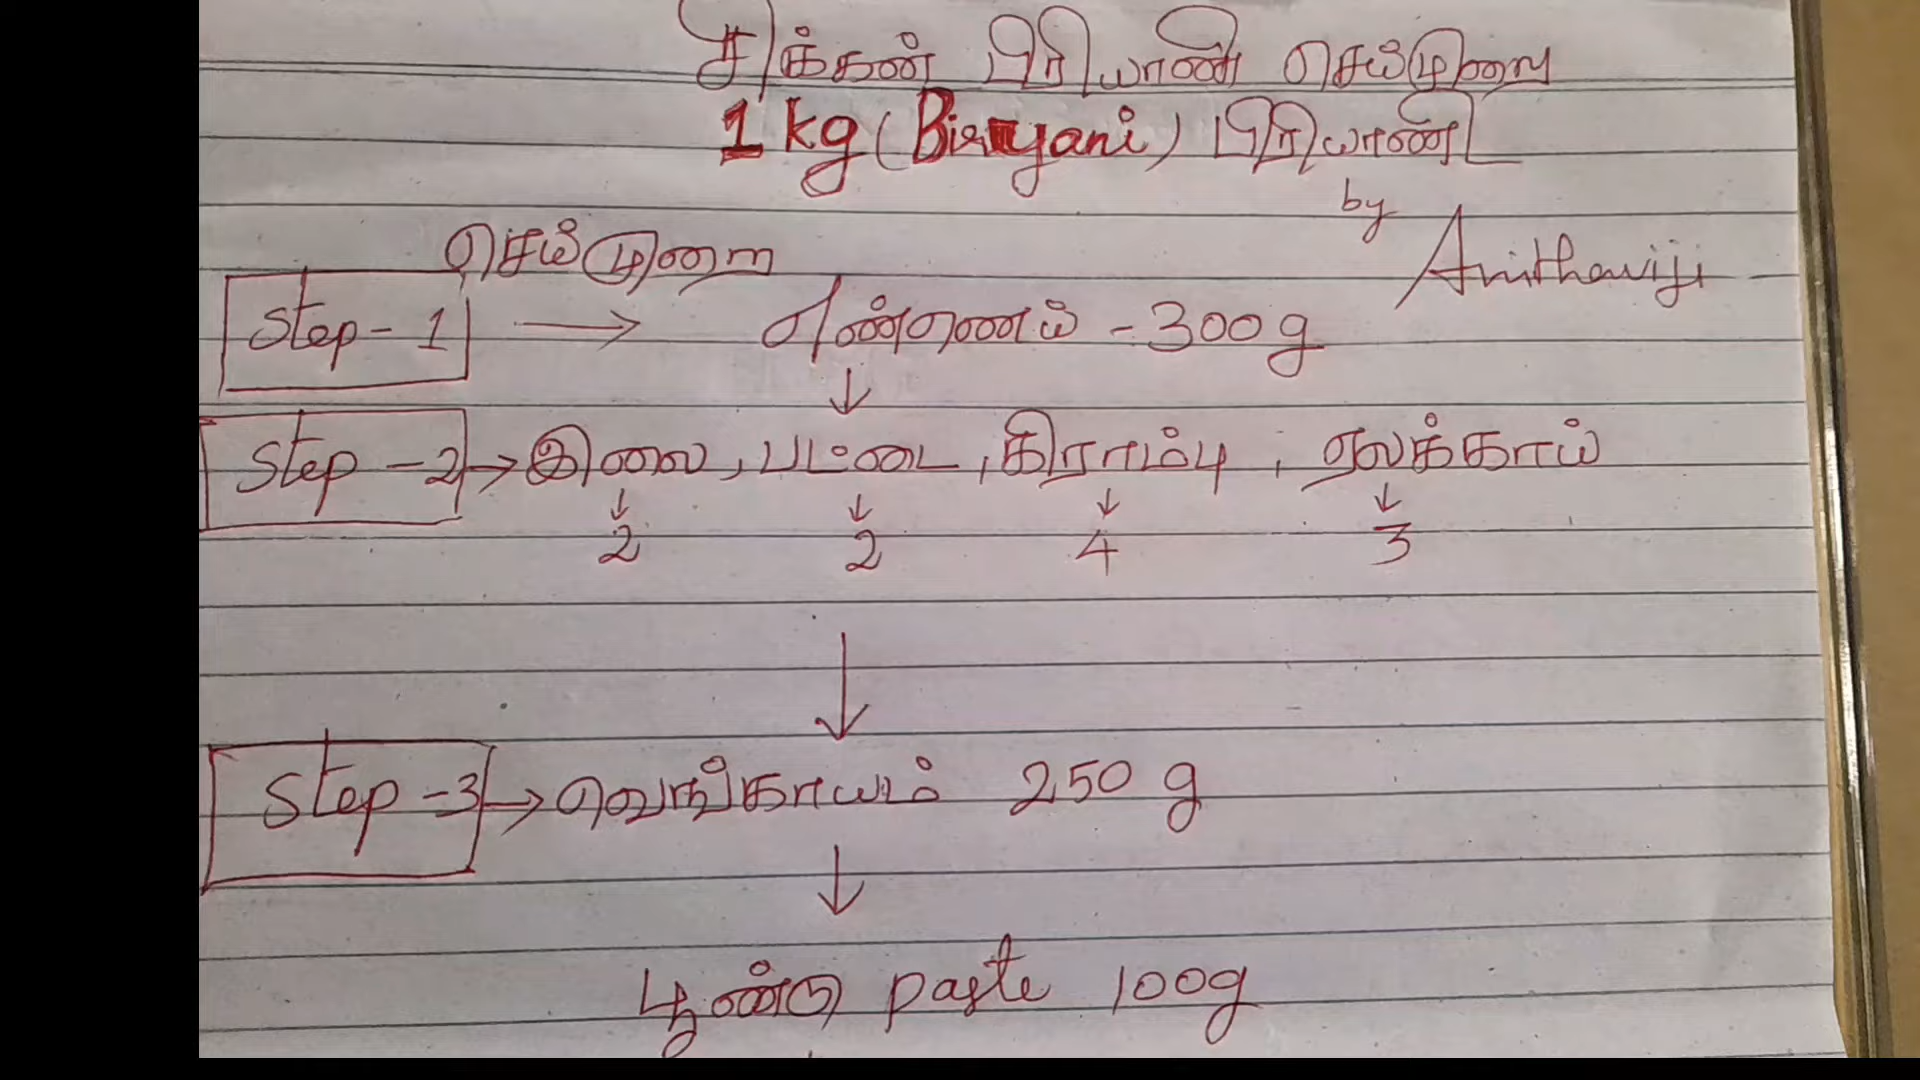 சிக்கன் பிரியாணி செய்முறை
1 kg (Biryani) பிரியாணி
by
Anithaviji
செய்முறை
Step - 1 → எண்ணெய் - 300 g
↓
Step - 2 → இலை, பட்டை, கிராம்பு, ஏலக்காய்
↓ ↓ ↓ ↓
2 2 4 3
↓
Step - 3 → வெங்காயம் 250 g
↓
பூண்டு paste 100g